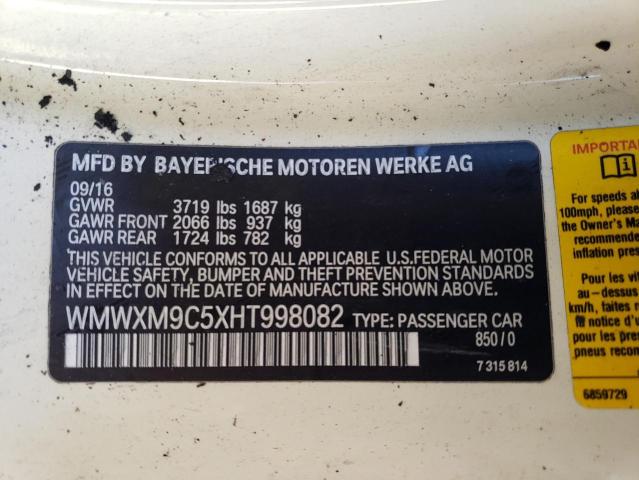 MFD BY BAYERISCHE MOTOREN WERKE AG
09/16
GVWR 3719 lbs 1687 kg
GAWR FRONT 2066 lbs 937 kg
GAWR REAR 1724 lbs 782 kg
THIS VEHICLE CONFORMS TO ALL APPLICABLE U.S.FEDERAL MOTOR
VEHICLE SAFETY, BUMPER AND THEFT PREVENTION STANDARDS
IN EFFECT ON THE DATE OF MANUFACTURE SHOWN ABOVE.
WMWXM9C5XHT998082 TYPE: PASSENGER CAR
850/0
7 315 814
IMPORTA
For speeds
100mph, please
the Owner's
recommende
inflation pres
Pour les vit
au-dessus
km/h, faites
notice d'
pour les pres
pneus recom
6859729